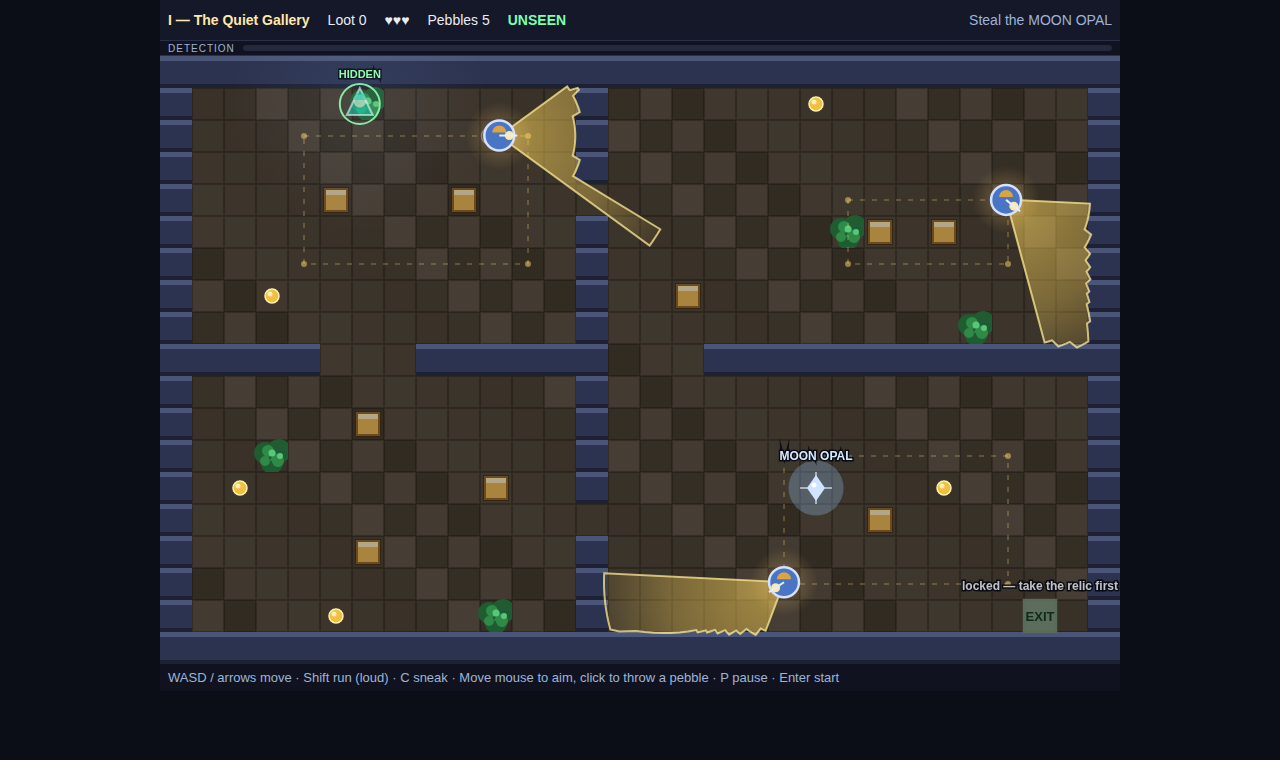 I — The Quiet Gallery Loot 0 ♥♥♥ Pebbles 5 UNSEEN Steal the MOON OPAL
DETECTION
HIDDEN
MOON OPAL
locked — take the relic first
EXIT
WASD / arrows move · Shift run (loud) · C sneak · Move mouse to aim, click to throw a pebble · P pause · Enter start